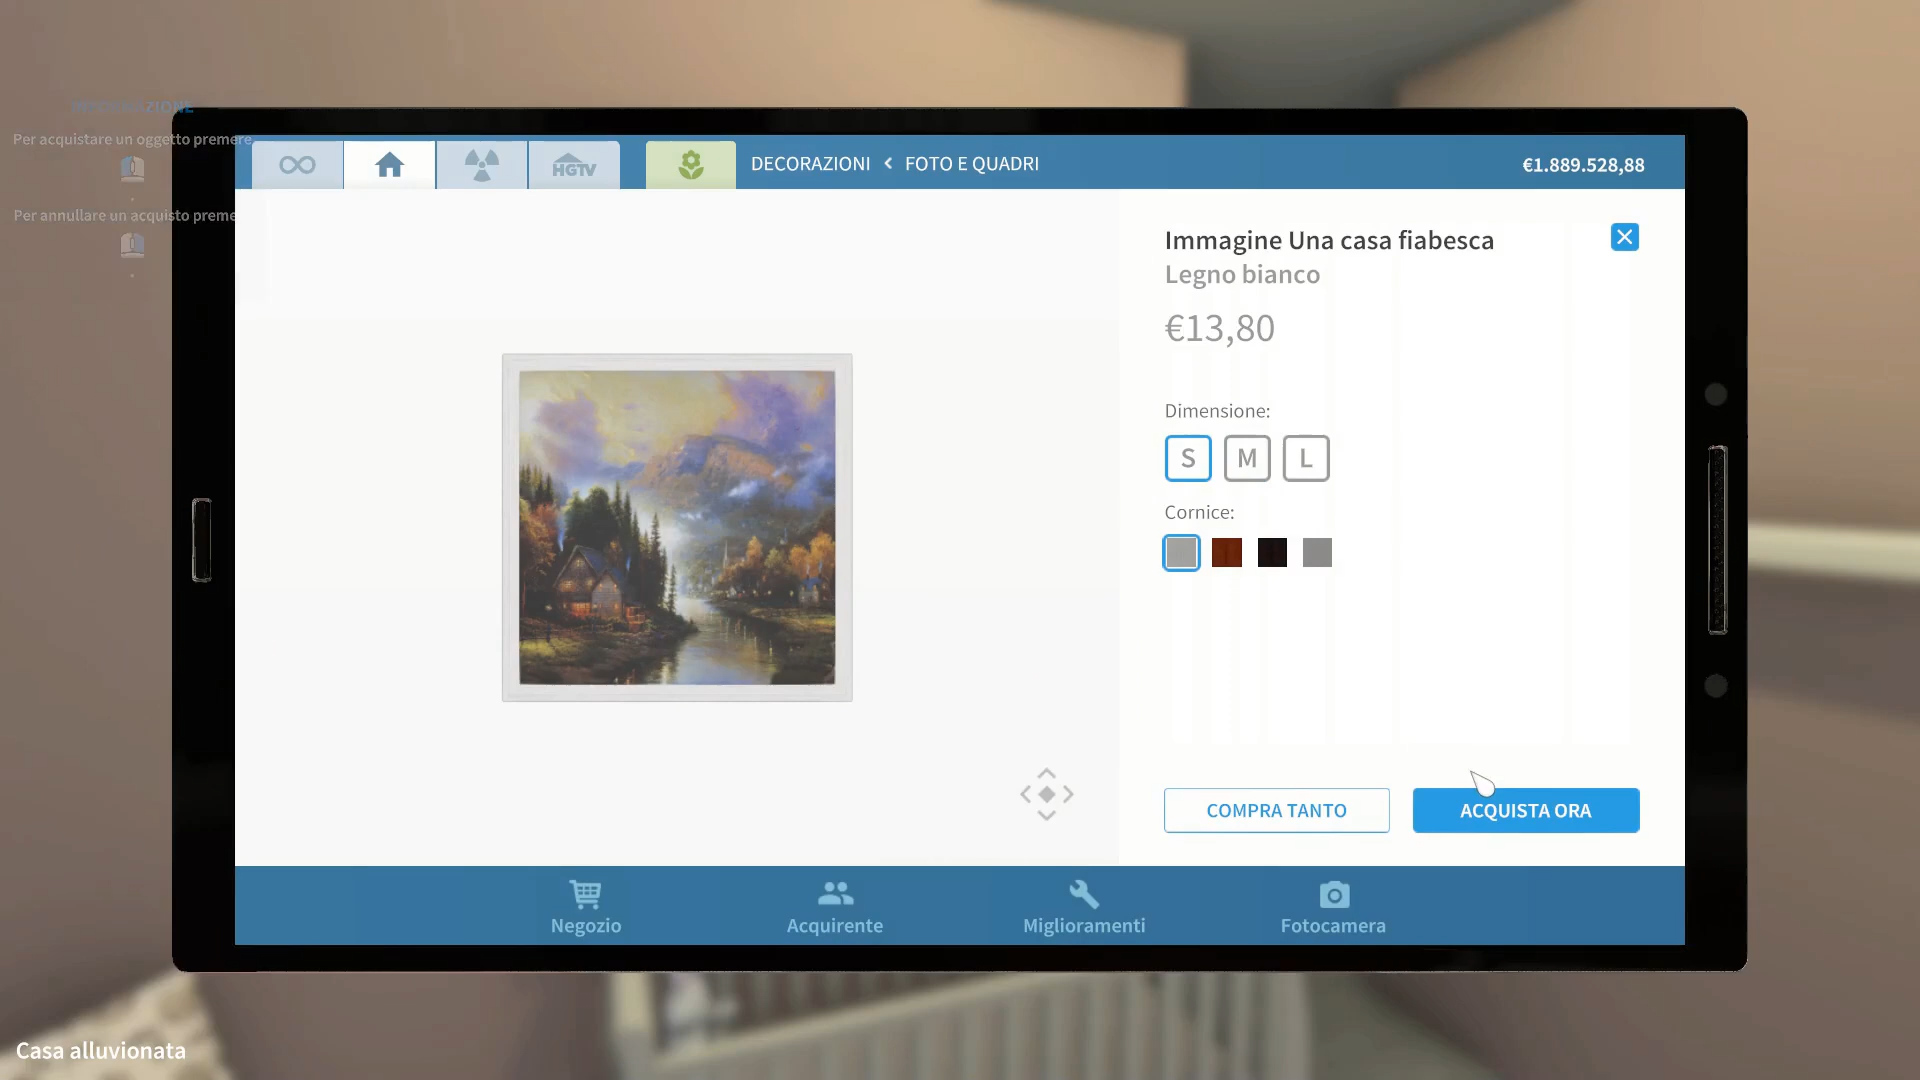 Per acquistare un oggetto premere
Per annullare un acquisto preme
HGTV
DECORAZIONI < FOTO E QUADRI
€1.889.528,88
Immagine Una casa fiabesca
Legno bianco
€13,80
Dimensione:
S M L
Cornice:
COMPRA TANTO
ACQUISTA ORA
Negozio
Acquirente
Miglioramenti
Fotocamera
Casa alluvionata